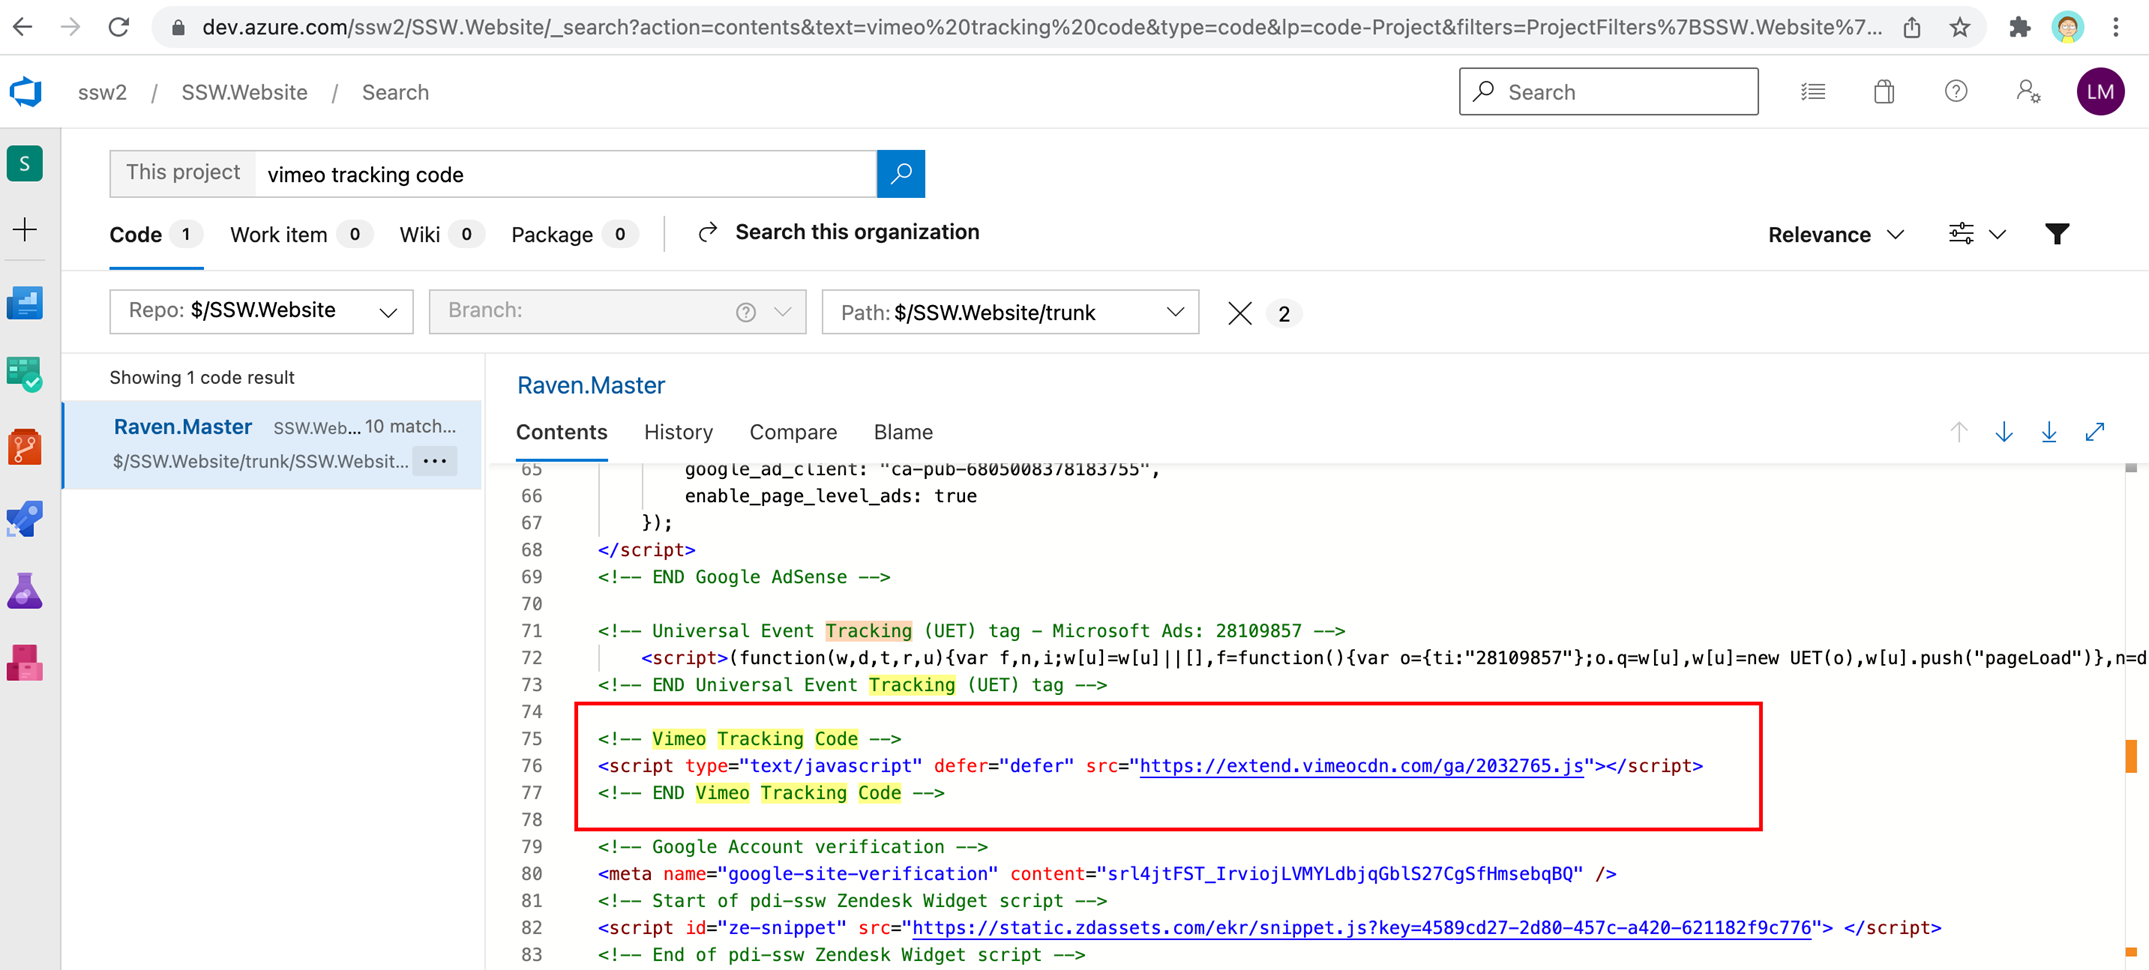 dev.azure.com/ssw2/SSW.Website/_search?action=contents&text=vimeo%20tracking%20code&type=code&lp=code-Project&filters=ProjectFilters%7BSSW.Website%7...
ssw2 / SSW.Website / Search
Search
LM
S
This project vimeo tracking code
Code 1 Work item 0 Wiki 0 Package 0 Search this organization
Relevance
Repo: $/SSW.Website Branch: Path: $/SSW.Website/trunk 2
Showing 1 code result
Raven.Master SSW.Web... 10 match...
$/SSW.Website/trunk/SSW.Websit... ...
Raven.Master
Contents History Compare Blame
65 google_ad_client: "ca-pub-6805008378183755",
66 enable_page_level_ads: true
67 });
68 </script>
69 <!-- END Google AdSense -->
70
71 <!-- Universal Event Tracking (UET) tag - Microsoft Ads: 28109857 -->
72 <script>(function(w,d,t,r,u){var f,n,i;w[u]=w[u]||[],f=function(){var o={ti:"28109857"};o.q=w[u],w[u]=new UET(o),w[u].push("pageLoad")},n=d
73 <!-- END Universal Event Tracking (UET) tag -->
74
75 <!-- Vimeo Tracking Code -->
76 <script type="text/javascript" defer="defer" src="https://extend.vimeocdn.com/ga/2032765.js"></script>
77 <!-- END Vimeo Tracking Code -->
78
79 <!-- Google Account verification -->
80 <meta name="google-site-verification" content="srl4jtFST_IrviojLVMYLdbjqGblS27CgSfHmsebqBQ" />
81 <!-- Start of pdi-ssw Zendesk Widget script -->
82 <script id="ze-snippet" src="https://static.zdassets.com/ekr/snippet.js?key=4589cd27-2d80-457c-a420-621182f9c776"> </script>
83 <!-- End of pdi-ssw Zendesk Widget script -->